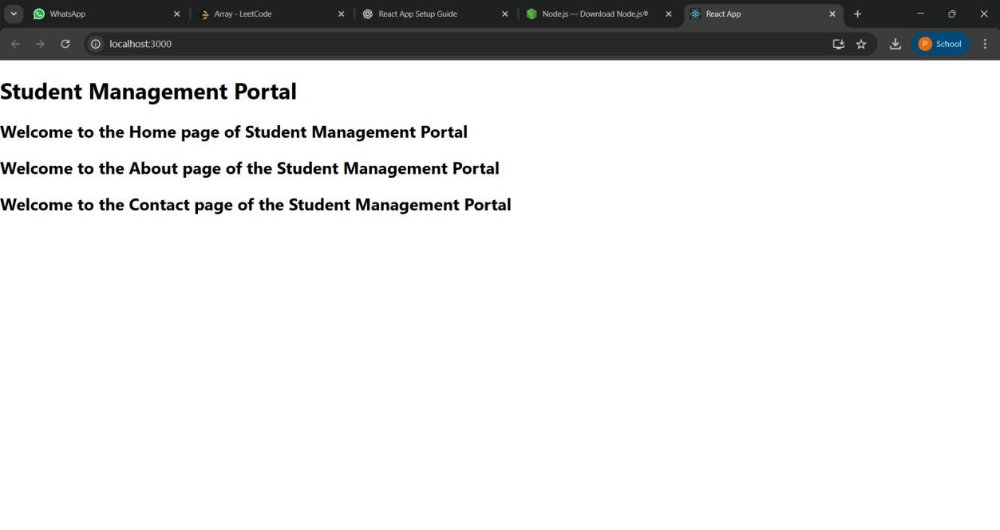 WhatsApp
Array - LeetCode
React App Setup Guide
Node.js — Download Node.js®
React App
localhost:3000
P School
Student Management Portal
Welcome to the Home page of Student Management Portal
Welcome to the About page of the Student Management Portal
Welcome to the Contact page of the Student Management Portal